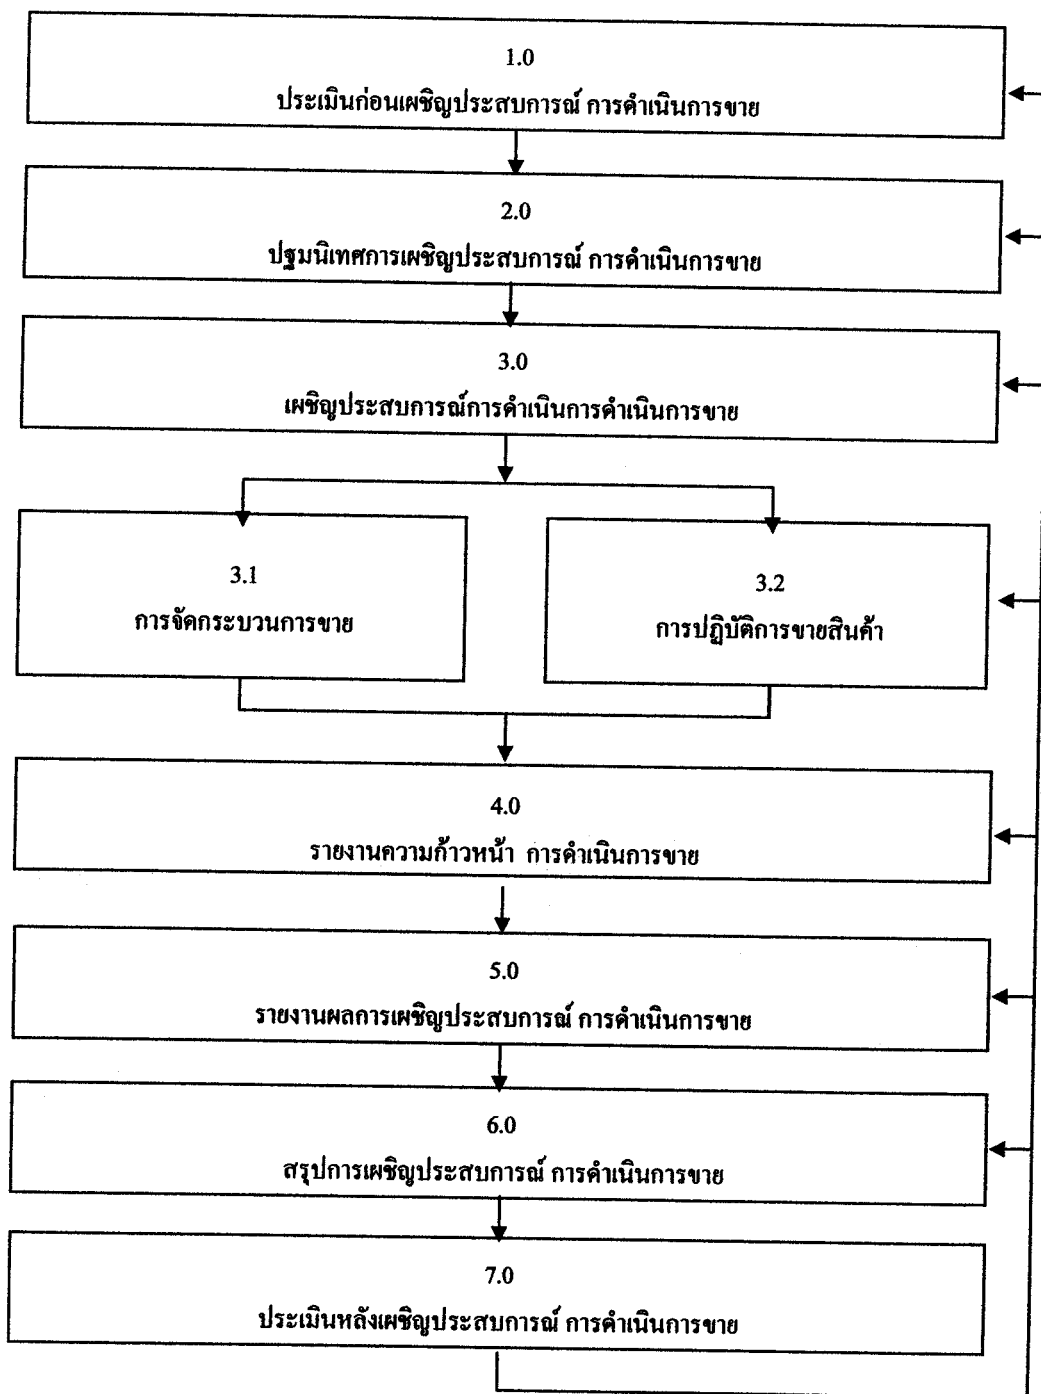 1.0
ประเมินก่อนเผชิญประสบการณ์ การดำเนินการขาย
2.0
ปฐมนิเทศการเผชิญประสบการณ์ การดำเนินการขาย
3.0
เผชิญประสบการณ์การดำเนินการดำเนินการขาย
3.1
การจัดกระบวนการขาย
3.2
การปฏิบัติการขายสินค้า
4.0
รายงานความก้าวหน้า การดำเนินการขาย
5.0
รายงานผลการเผชิญประสบการณ์ การดำเนินการขาย
6.0
สรุปการเผชิญประสบการณ์ การดำเนินการขาย
7.0
ประเมินหลังเผชิญประสบการณ์ การดำเนินการขาย